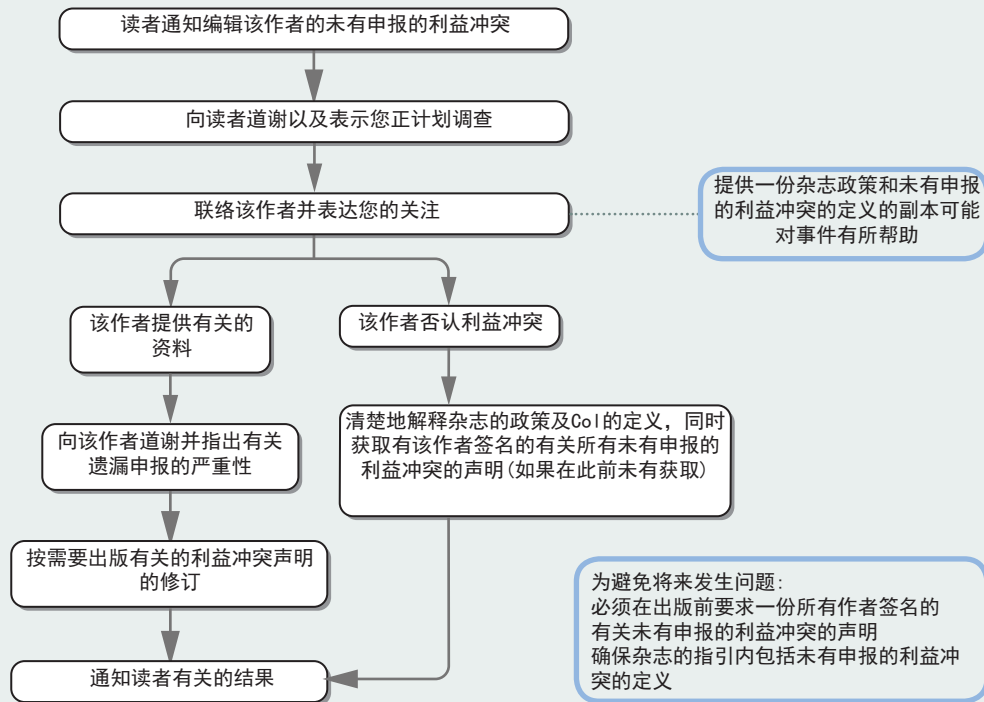 读者通知编辑该作者的未有申报的利益冲突
向读者道谢以及表示您正计划调查
联络该作者并表达您的关注
提供一份杂志政策和未有申报
的利益冲突的定义的副本可能
对事件有所帮助
该作者提供有关的
资料
该作者否认利益冲突
向该作者道谢并指出有关
遗漏申报的严重性
清楚地解释杂志的政策及CoI的定义，同时
获取有该作者签名的有关所有未有申报的
利益冲突的声明(如果在此前未有获取)
按需要出版有关的利益冲突声明
的修订
通知读者有关的结果
为避免将来发生问题:
必须在出版前要求一份所有作者签名的
有关未有申报的利益冲突的声明
确保杂志的指引内包括未有申报的利益冲
突的定义